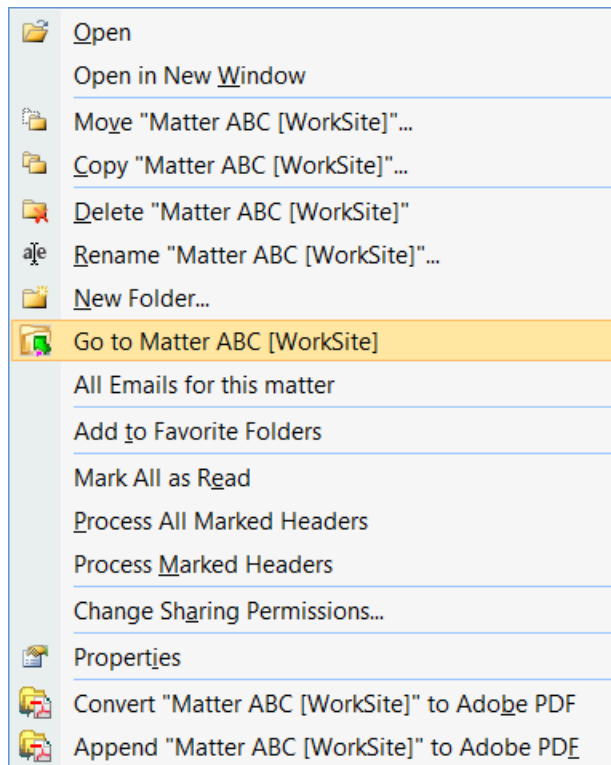 Open
Open in New Window
Move "Matter ABC [WorkSite]"...
Copy "Matter ABC [WorkSite]"...
Delete "Matter ABC [WorkSite]"
Rename "Matter ABC [WorkSite]"...
New Folder...
Go to Matter ABC [WorkSite]
All Emails for this matter
Add to Favorite Folders
Mark All as Read
Process All Marked Headers
Process Marked Headers
Change Sharing Permissions...
Properties
Convert "Matter ABC [WorkSite]" to Adobe PDF
Append "Matter ABC [WorkSite]" to Adobe PDF